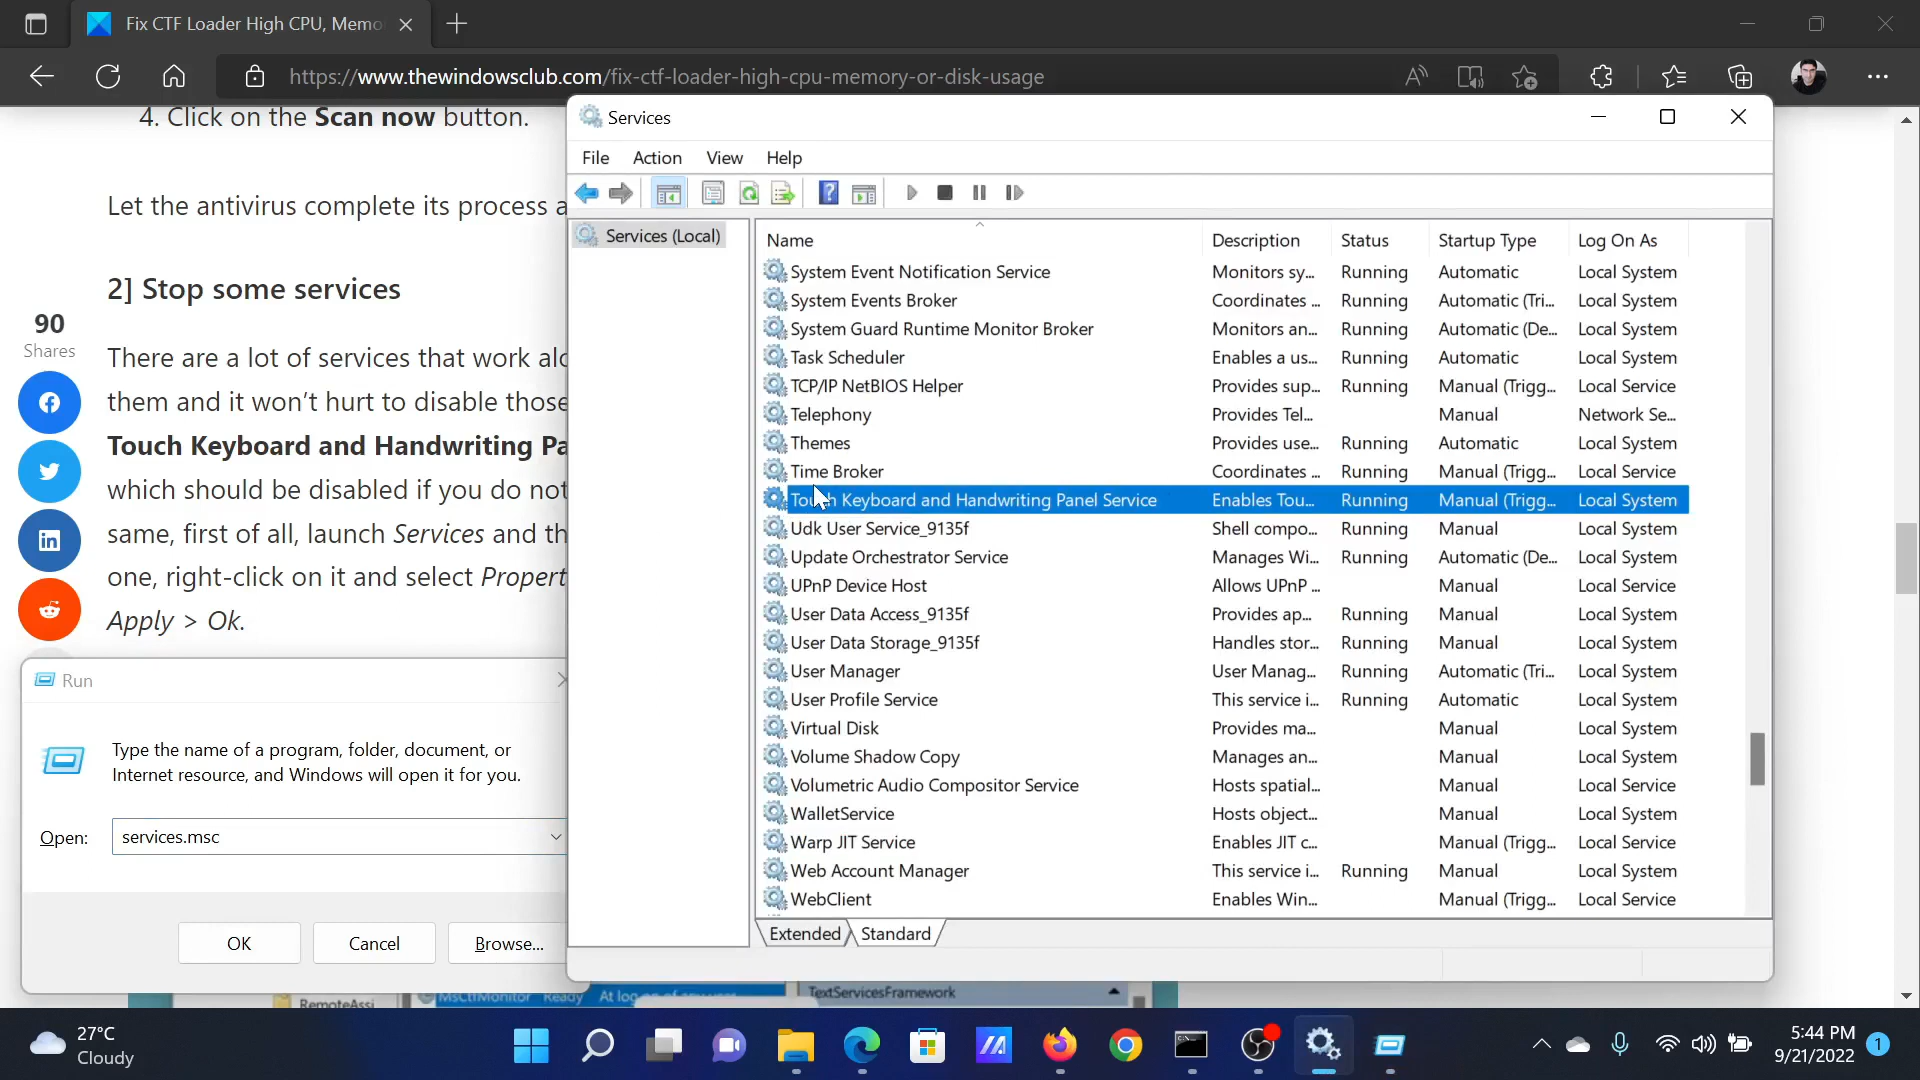 Fix CTF Loader High CPU, Memo
https://www.thewindowsclub.com/fix-ctf-loader-high-cpu-memory-or-disk-usage
4. Click on the Scan now button.
Let the antivirus complete its process a
2] Stop some services
90
Shares
There are a lot of services that work alo
them and it won't hurt to disable those
Touch Keyboard and Handwriting Pa
which should be disabled if you do not
same, first of all, launch Services and th
one, right-click on it and select Propert
Apply > Ok.
Services
File Action View Help
Services (Local)
Name Description Status Startup Type Log On As
System Event Notification Service Monitors sy... Running Automatic Local System
System Events Broker Coordinates ... Running Automatic (Tri... Local System
System Guard Runtime Monitor Broker Monitors an... Running Automatic (De... Local System
Task Scheduler Enables a us... Running Automatic Local System
TCP/IP NetBIOS Helper Provides sup... Running Manual (Trigg... Local Service
Telephony Provides Tel... Manual Network Se...
Themes Provides use... Running Automatic Local System
Time Broker Coordinates ... Running Manual (Trigg... Local Service
Touch Keyboard and Handwriting Panel Service Enables Tou... Running Manual (Trigg... Local System
Udk User Service_9135f Shell compo... Running Manual Local System
Update Orchestrator Service Manages Wi... Running Automatic (De... Local System
UPnP Device Host Allows UPnP ... Manual Local Service
User Data Access_9135f Provides ap... Running Manual Local System
User Data Storage_9135f Handles stor... Running Manual Local System
User Manager User Manag... Running Automatic (Tri... Local System
User Profile Service This service i... Running Automatic Local System
Virtual Disk Provides ma... Manual Local System
Volume Shadow Copy Manages an... Manual Local System
Volumetric Audio Compositor Service Hosts spatial... Manual Local Service
WalletService Hosts object... Manual Local System
Warp JIT Service Enables JIT c... Manual (Trigg... Local Service
Web Account Manager This service i... Running Manual Local System
WebClient Enables Win... Manual (Trigg... Local Service
Extended Standard
Run
Type the name of a program, folder, document, or
Internet resource, and Windows will open it for you.
Open: services.msc
OK Cancel Browse...
RemoteAssi MsCtfMonitor Ready At log on of any user TextServicesFramework
27°C
Cloudy
5:44 PM
9/21/2022
1